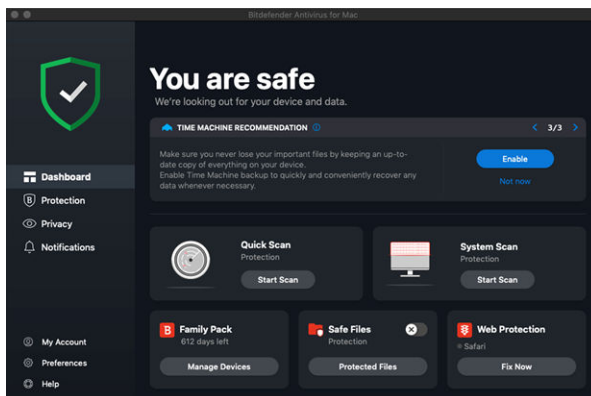 Bitdefender Antivirus for Mac
You are safe
We're looking out for your device and data.
TIME MACHINE RECOMMENDATION
3/3
Make sure you never lose your important files by keeping an up-to-
date copy of everything on your device.
Enable Time Machine backup to quickly and conveniently recover any
data whenever necessary.
Enable
Not now
Dashboard
B Protection
Privacy
Notifications
Quick Scan
Protection
Start Scan
System Scan
Protection
Start Scan
B Family Pack
612 days left
Manage Devices
Safe Files
Protection
Protected Files
Web Protection
Safari
Fix Now
My Account
Preferences
Help